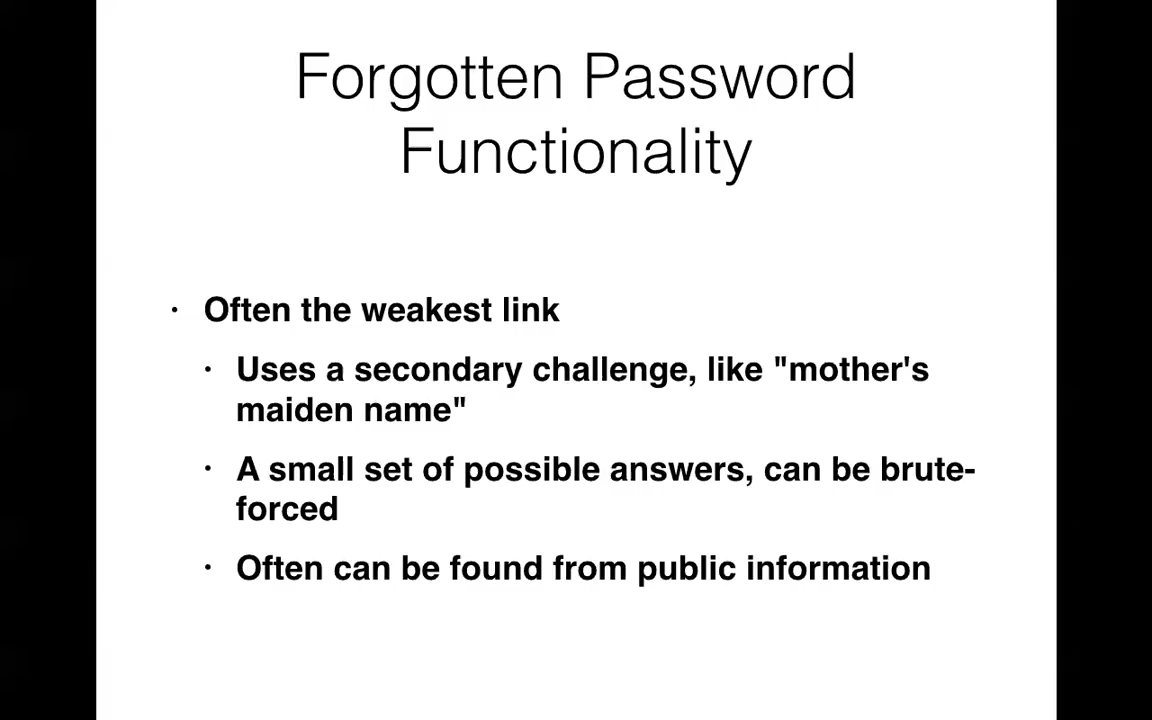 Forgotten Password
Functionality
• Often the weakest link
• Uses a secondary challenge, like "mother's
maiden name"
• A small set of possible answers, can be brute-
forced
• Often can be found from public information